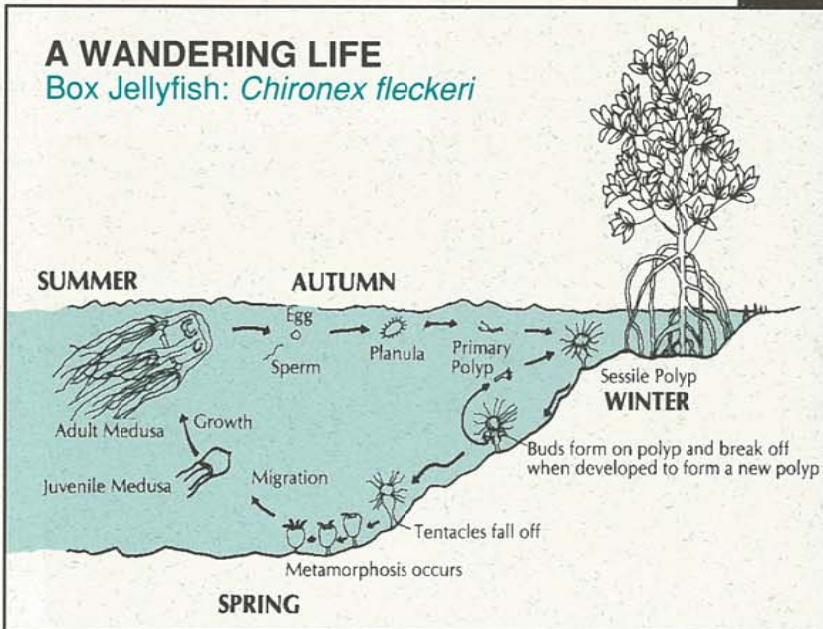 A WANDERING LIFE
Box Jellyfish: Chironex fleckeri
SUMMER
AUTUMN
Egg
Sperm
Planula
Primary
Polyp
Sessile Polyp
WINTER
Adult Medusa
Growth
Buds form on polyp and break off
when developed to form a new polyp
Juvenile Medusa
Migration
Tentacles fall off
Metamorphosis occurs
SPRING